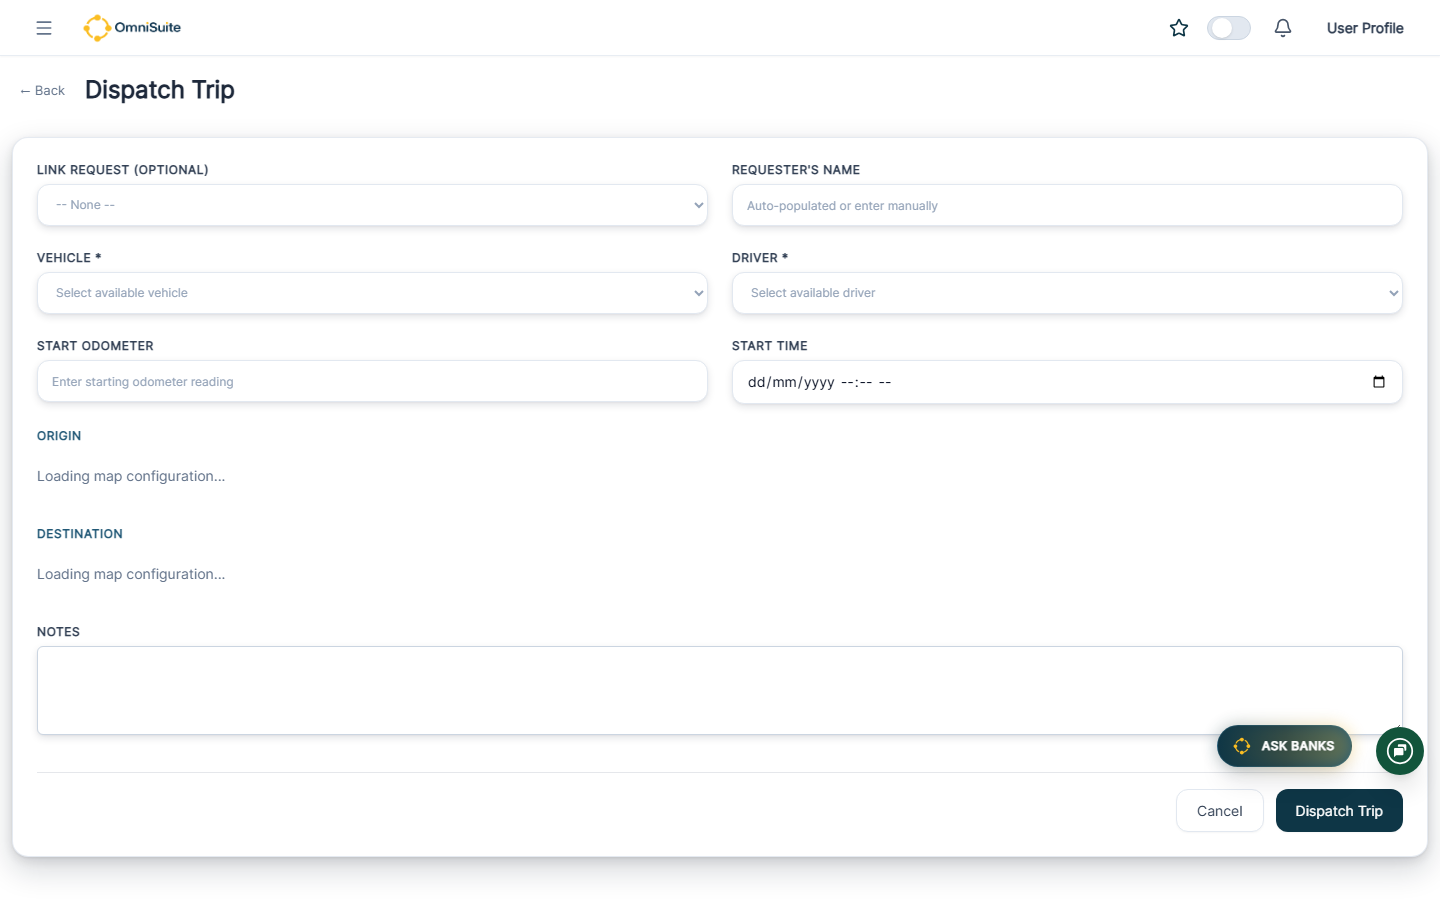 OmniSuite
User Profile
← Back
Dispatch Trip
LINK REQUEST (OPTIONAL)
REQUESTER'S NAME
-- None --
Auto-populated or enter manually
VEHICLE *
DRIVER *
Select available vehicle
Select available driver
START ODOMETER
START TIME
Enter starting odometer reading
dd/mm/yyyy --:-- --
ORIGIN
Loading map configuration...
DESTINATION
Loading map configuration...
NOTES
ASK BANKS
Cancel
Dispatch Trip